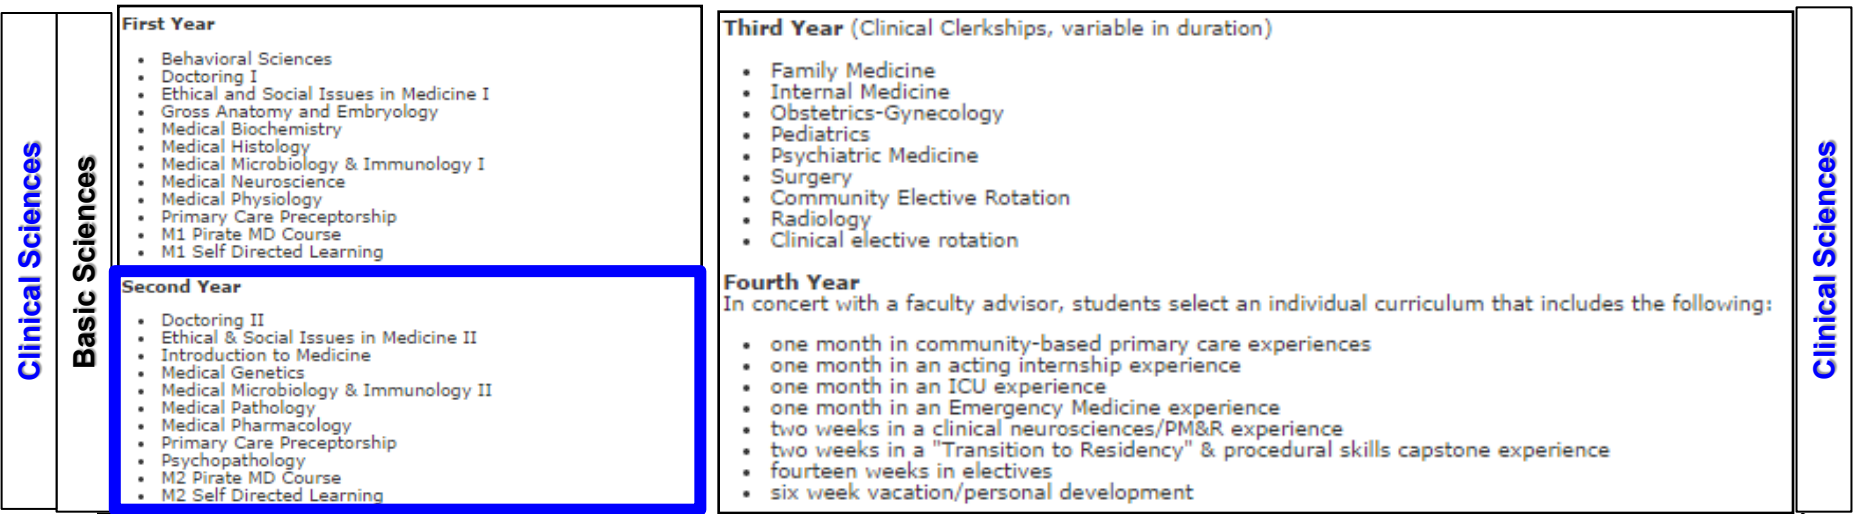 Clinical Sciences
Basic Sciences
First Year
• Behavioral Sciences
• Doctoring I
• Ethical and Social Issues in Medicine I
• Gross Anatomy and Embryology
• Medical Biochemistry
• Medical Histology
• Medical Microbiology & Immunology I
• Medical Neuroscience
• Medical Physiology
• Primary Care Preceptorship
• M1 Pirate MD Course
• M1 Self Directed Learning
Second Year
• Doctoring II
• Ethical & Social Issues in Medicine II
• Introduction to Medicine
• Medical Genetics
• Medical Microbiology & Immunology II
• Medical Pathology
• Medical Pharmacology
• Primary Care Preceptorship
• Psychopathology
• M2 Pirate MD Course
• M2 Self Directed Learning
Third Year (Clinical Clerkships, variable in duration)
• Family Medicine
• Internal Medicine
• Obstetrics-Gynecology
• Pediatrics
• Psychiatric Medicine
• Surgery
• Community Elective Rotation
• Radiology
• Clinical elective rotation
Fourth Year
In concert with a faculty advisor, students select an individual curriculum that includes the following:
• one month in community-based primary care experiences
• one month in an acting internship experience
• one month in an ICU experience
• one month in an Emergency Medicine experience
• two weeks in a clinical neurosciences/PM&R experience
• two weeks in a "Transition to Residency" & procedural skills capstone experience
• fourteen weeks in electives
• six week vacation/personal development
Clinical Sciences